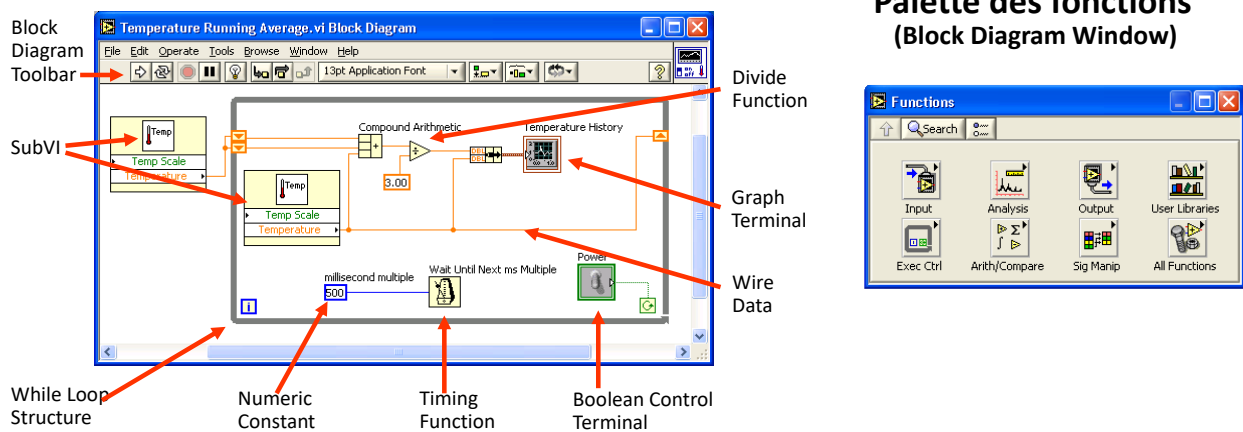 Palette des fonctions
(Block Diagram Window)
Block
Diagram
Toolbar
Temperature Running Average.vi Block Diagram
File Edit Operate Tools Browse Window Help
13pt Application Font
Divide
Function
SubVI
Temp
Temp Scale
Temperature
Compound Arithmetic
Temperature History
DBL
DBL
3.00
Temp
Temp Scale
Temperature
Graph
Terminal
Wire
Data
millisecond multiple
Wait Until Next ms Multiple
Power
500
i
While Loop
Structure
Numeric
Constant
Timing
Function
Boolean Control
Terminal
Functions
Search
Input
Analysis
Output
User Libraries
Exec Ctrl
Arith/Compare
Sig Manip
All Functions